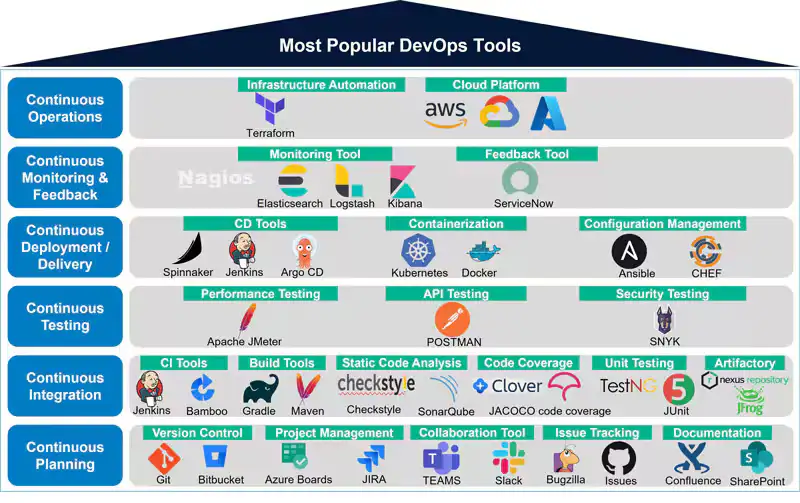 Most Popular DevOps Tools
Continuous
Operations
Infrastructure Automation
Cloud Platform
Terraform
aws
Continuous
Monitoring &
Feedback
Monitoring Tool
Feedback Tool
Nagios
Elasticsearch
Logstash
Kibana
ServiceNow
Continuous
Deployment /
Delivery
CD Tools
Containerization
Configuration Management
Spinnaker
Jenkins
Argo CD
Kubernetes
Docker
Ansible
CHEF
Continuous
Testing
Performance Testing
API Testing
Security Testing
Apache JMeter
POSTMAN
SNYK
Continuous
Integration
CI Tools
Build Tools
Static Code Analysis
Code Coverage
Unit Testing
Artifactory
checkstyle
Clover
TestNG
5
nexus repository
JFrog
Jenkins
Bamboo
Gradle
Maven
Checkstyle
SonarQube
JACOCO code coverage
JUnit
Continuous
Planning
Version Control
Project Management
Collaboration Tool
Issue Tracking
Documentation
Git
Bitbucket
Azure Boards
JIRA
TEAMS
Slack
Bugzilla
Issues
Confluence
SharePoint